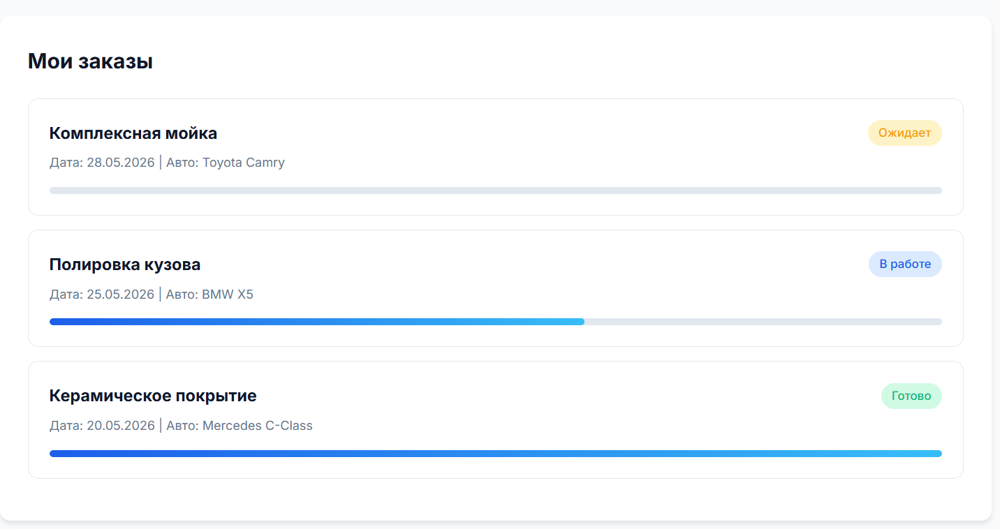 Мои заказы
Комплексная мойка
Ожидает
Дата: 28.05.2026 | Авто: Toyota Camry
Полировка кузова
В работе
Дата: 25.05.2026 | Авто: BMW X5
Керамическое покрытие
Готово
Дата: 20.05.2026 | Авто: Mercedes C-Class